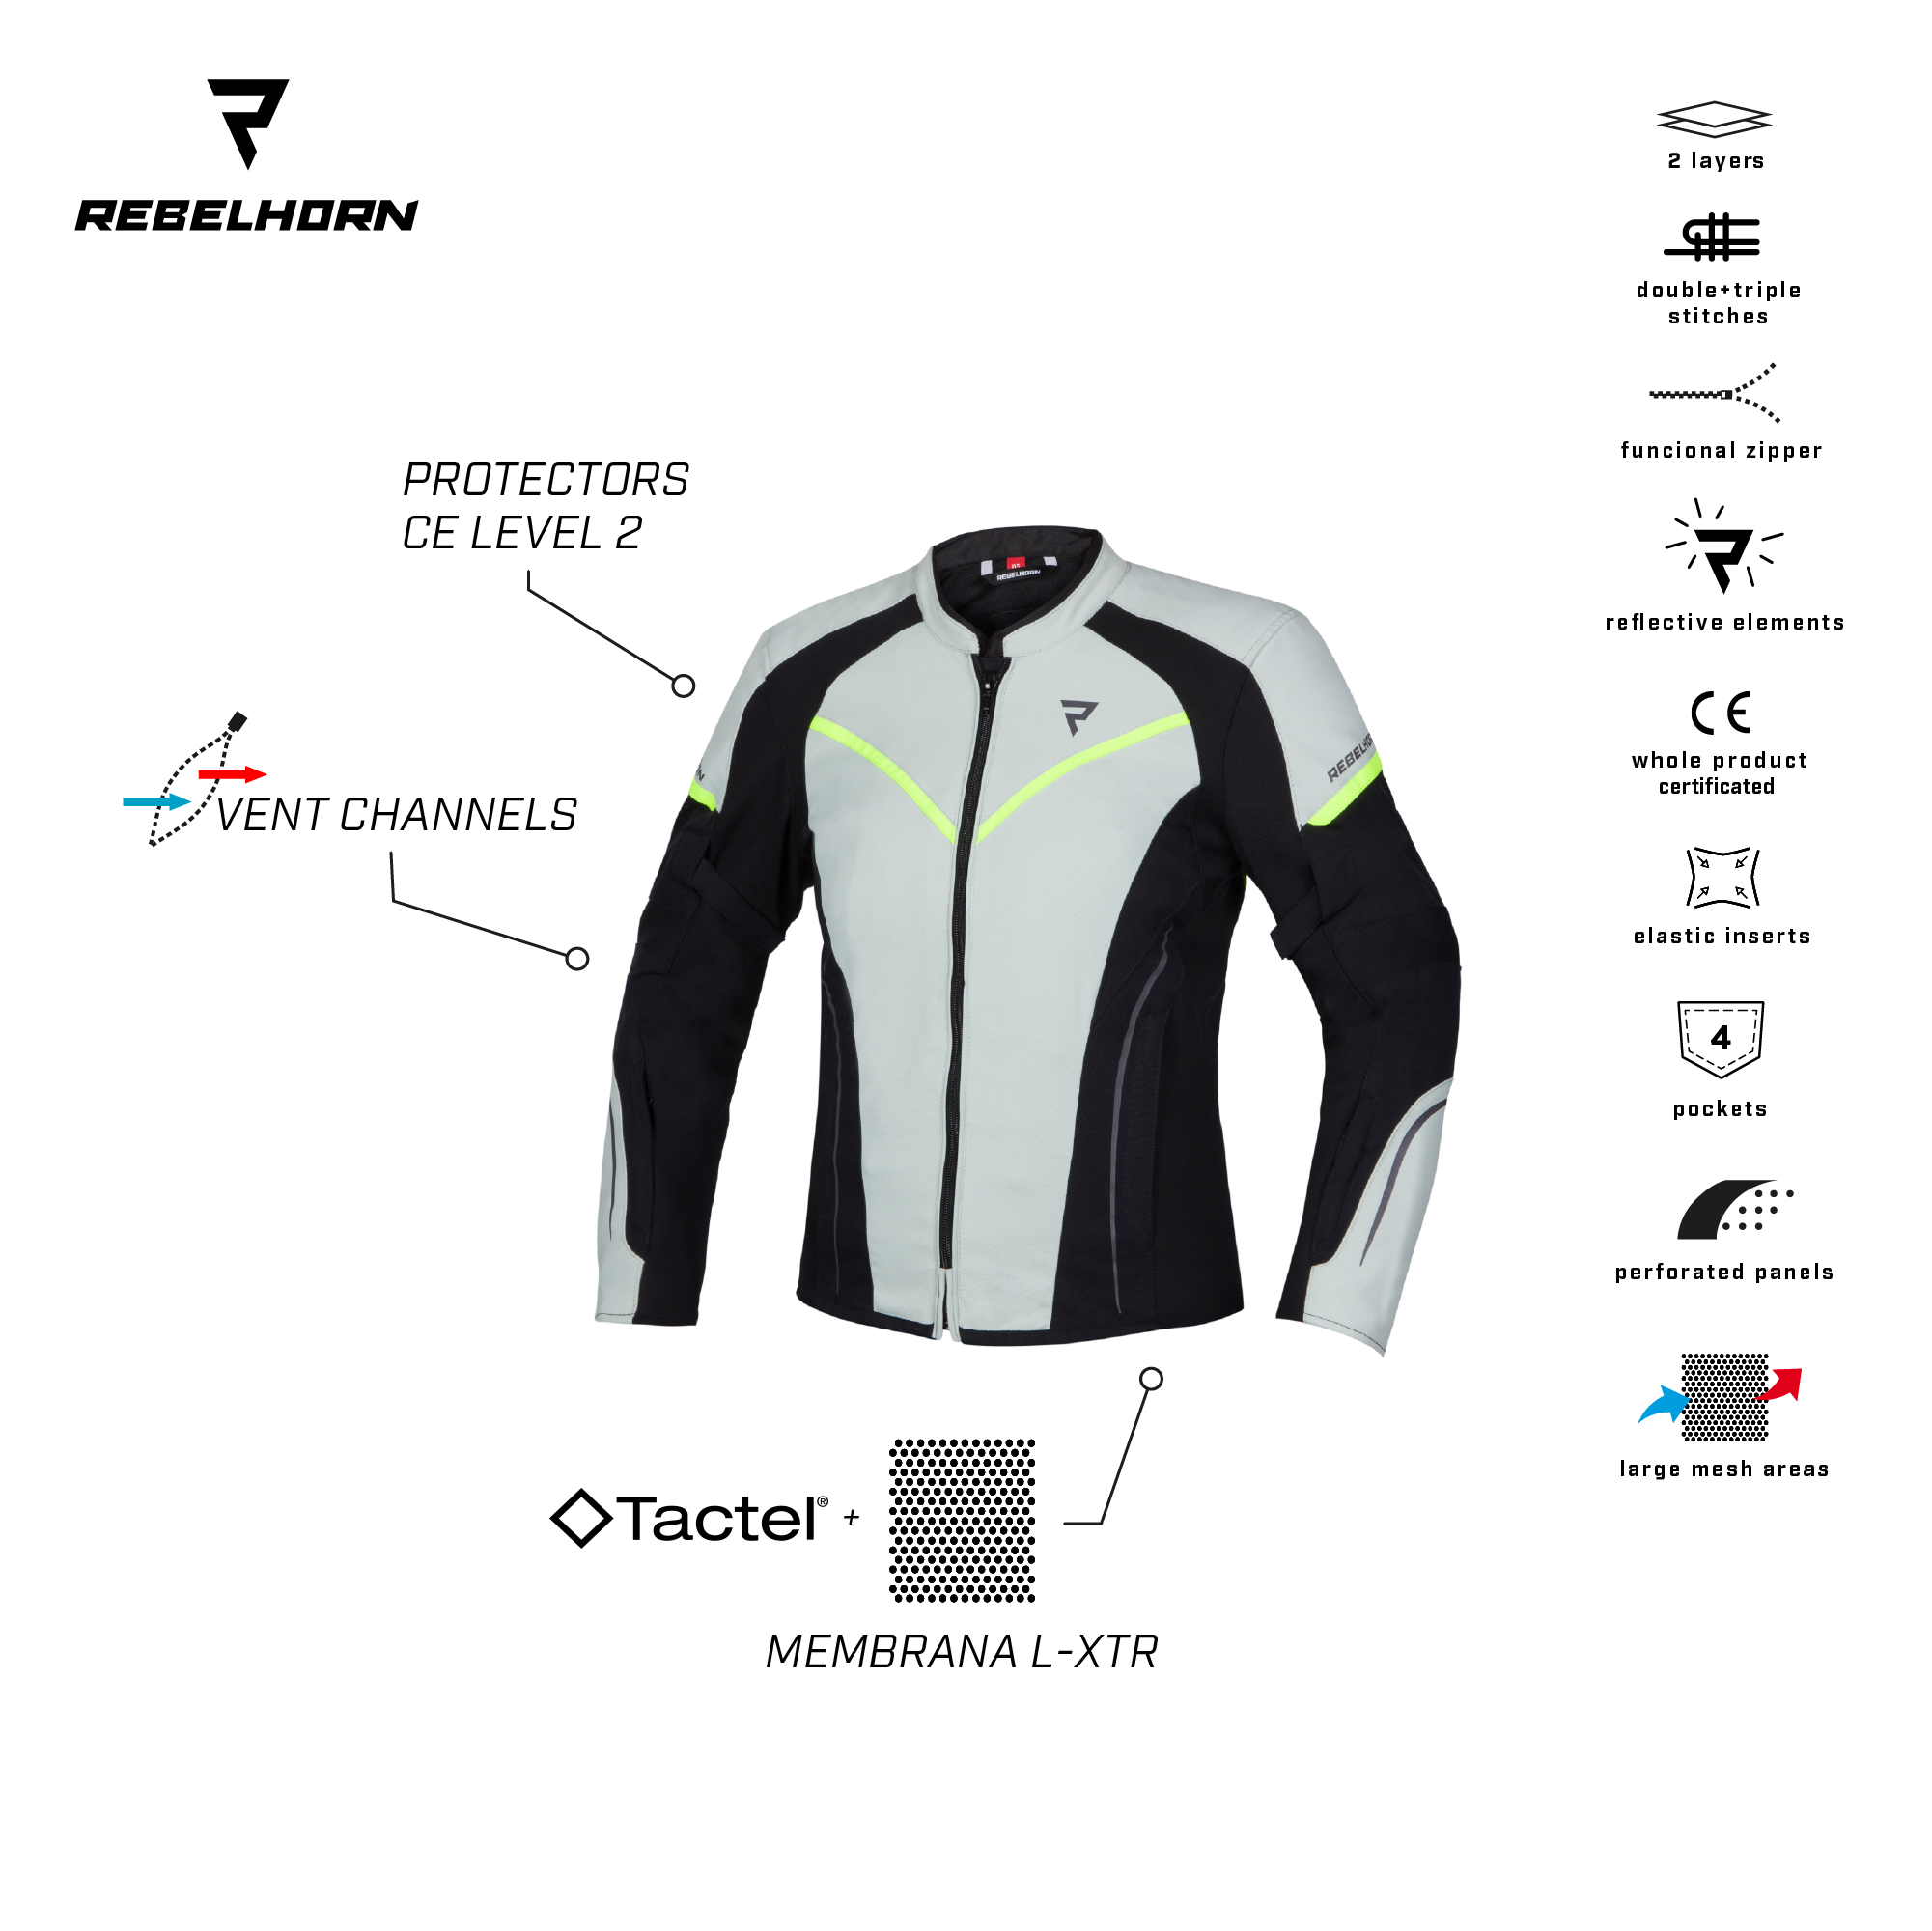 REBELHORN
PROTECTORS
CE LEVEL 2
VENT CHANNELS
REBELHORN
Tactel® +
MEMBRANA L-XTR
2 layers
double+triple
stitches
funcional zipper
reflective elements
CE
whole product
certificated
elastic inserts
4
pockets
perforated panels
large mesh areas